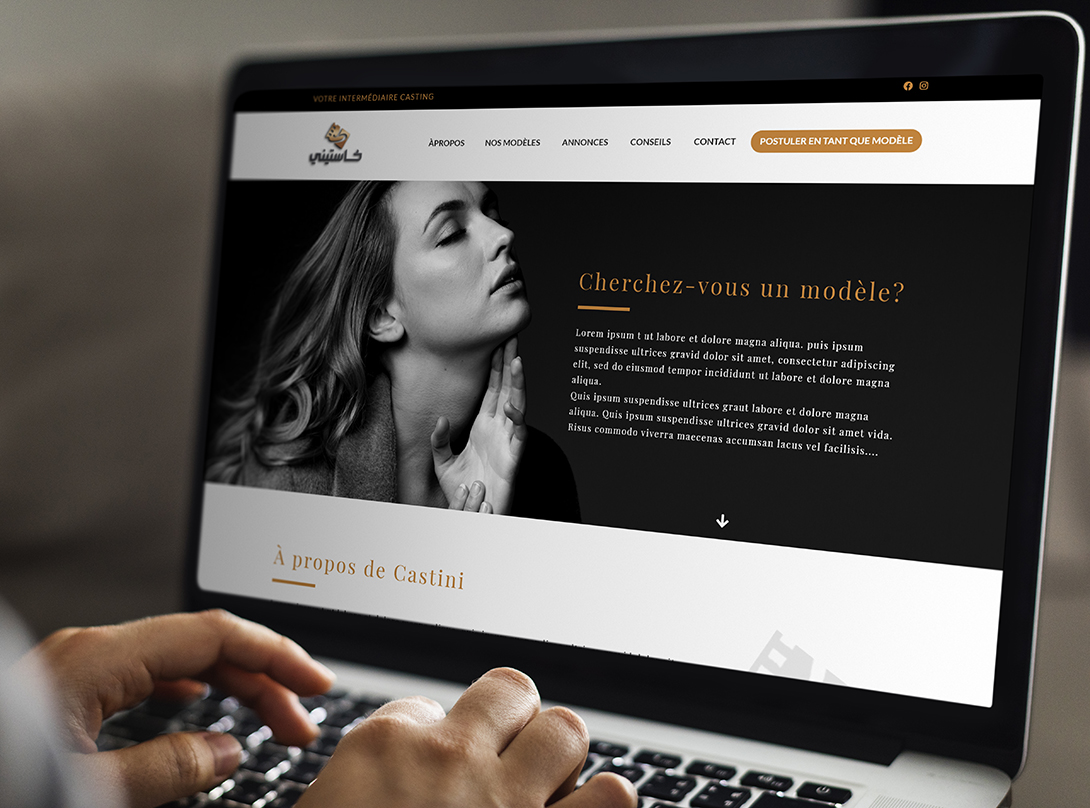 VOTRE INTERMÉDIAIRE CASTING
كاستيني
ÀPROPOS NOS MODÈLES ANNONCES CONSEILS CONTACT POSTULER EN TANT QUE MODÈLE
Cherchez-vous un modèle?
Lorem ipsum t ut labore et dolore magna aliqua. puis ipsum
suspendisse ultrices gravid dolor sit amet, consectetur adipiscing
elit, sed do eiusmod tempor incididunt ut labore et dolore magna
aliqua.
Quis ipsum suspendisse ultrices graut labore et dolore magna
aliqua. Quis ipsum suspendisse ultrices gravid dolor sit amet vida.
Risus commodo viverra maecenas accumsan lacus vel facilisis....
À propos de Castini